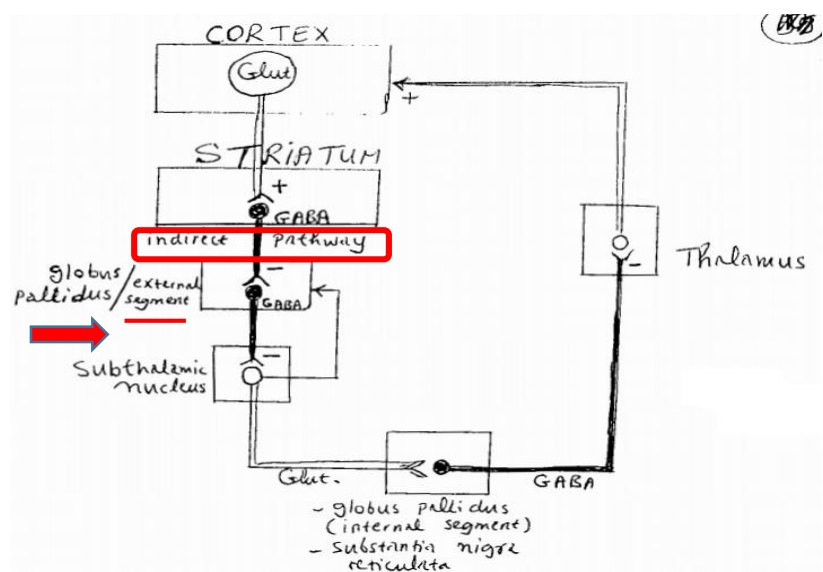 CORTEX
Glut
+
STRIATUM
+
GABA
indirect pathway
globus
pallidus / external
segment
−
GABA
Subthalamic
nucleus
−
Thalamus
−
Glut.
GABA
- globus pallidus
(internal segment)
- substantia nigra
reticulata